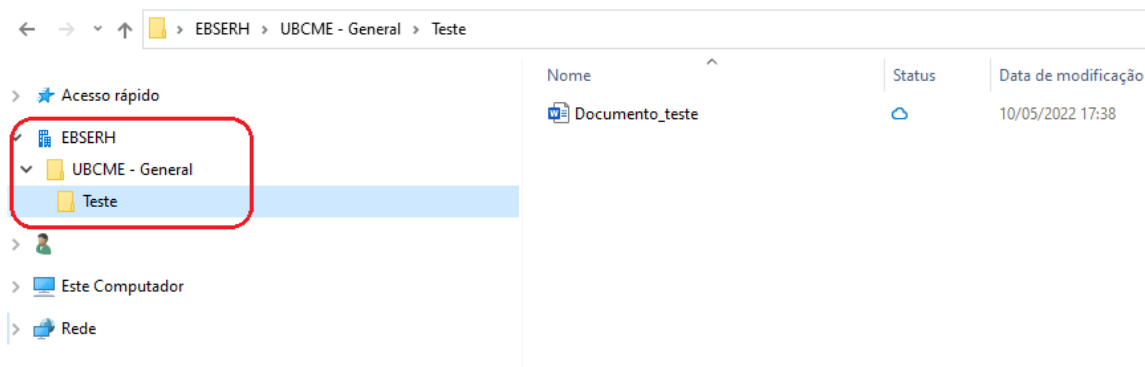 EBSERH > UBCME - General > Teste
Nome Status Data de modificação
Acesso rápido
Documento_teste 10/05/2022 17:38
EBSERH
UBCME - General
Teste
Este Computador
Rede